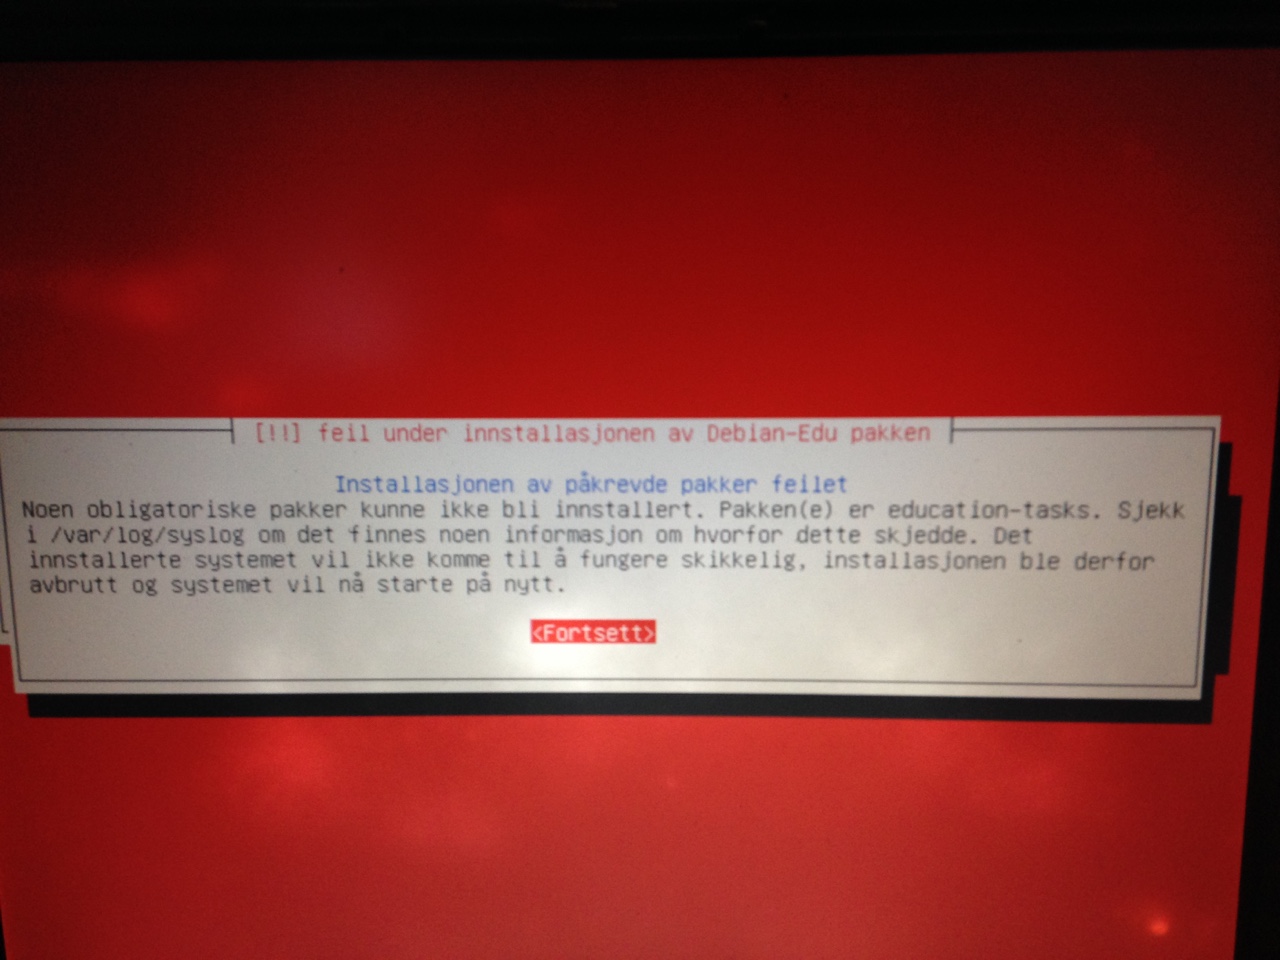 [!!] feil under innstallasjonen av Debian-Edu pakken
Installasjonen av påkrevde pakker feilet
Noen obligatoriske pakker kunne ikke bli innstallert. Pakken(e) er education-tasks. Sjekk
i /var/log/syslog om det finnes noen informasjon om hvorfor dette skjedde. Det
innstallerte systemet vil ikke komme til å fungere skikkelig, installasjonen ble derfor
avbrutt og systemet vil nå starte på nytt.
<Fortsett>